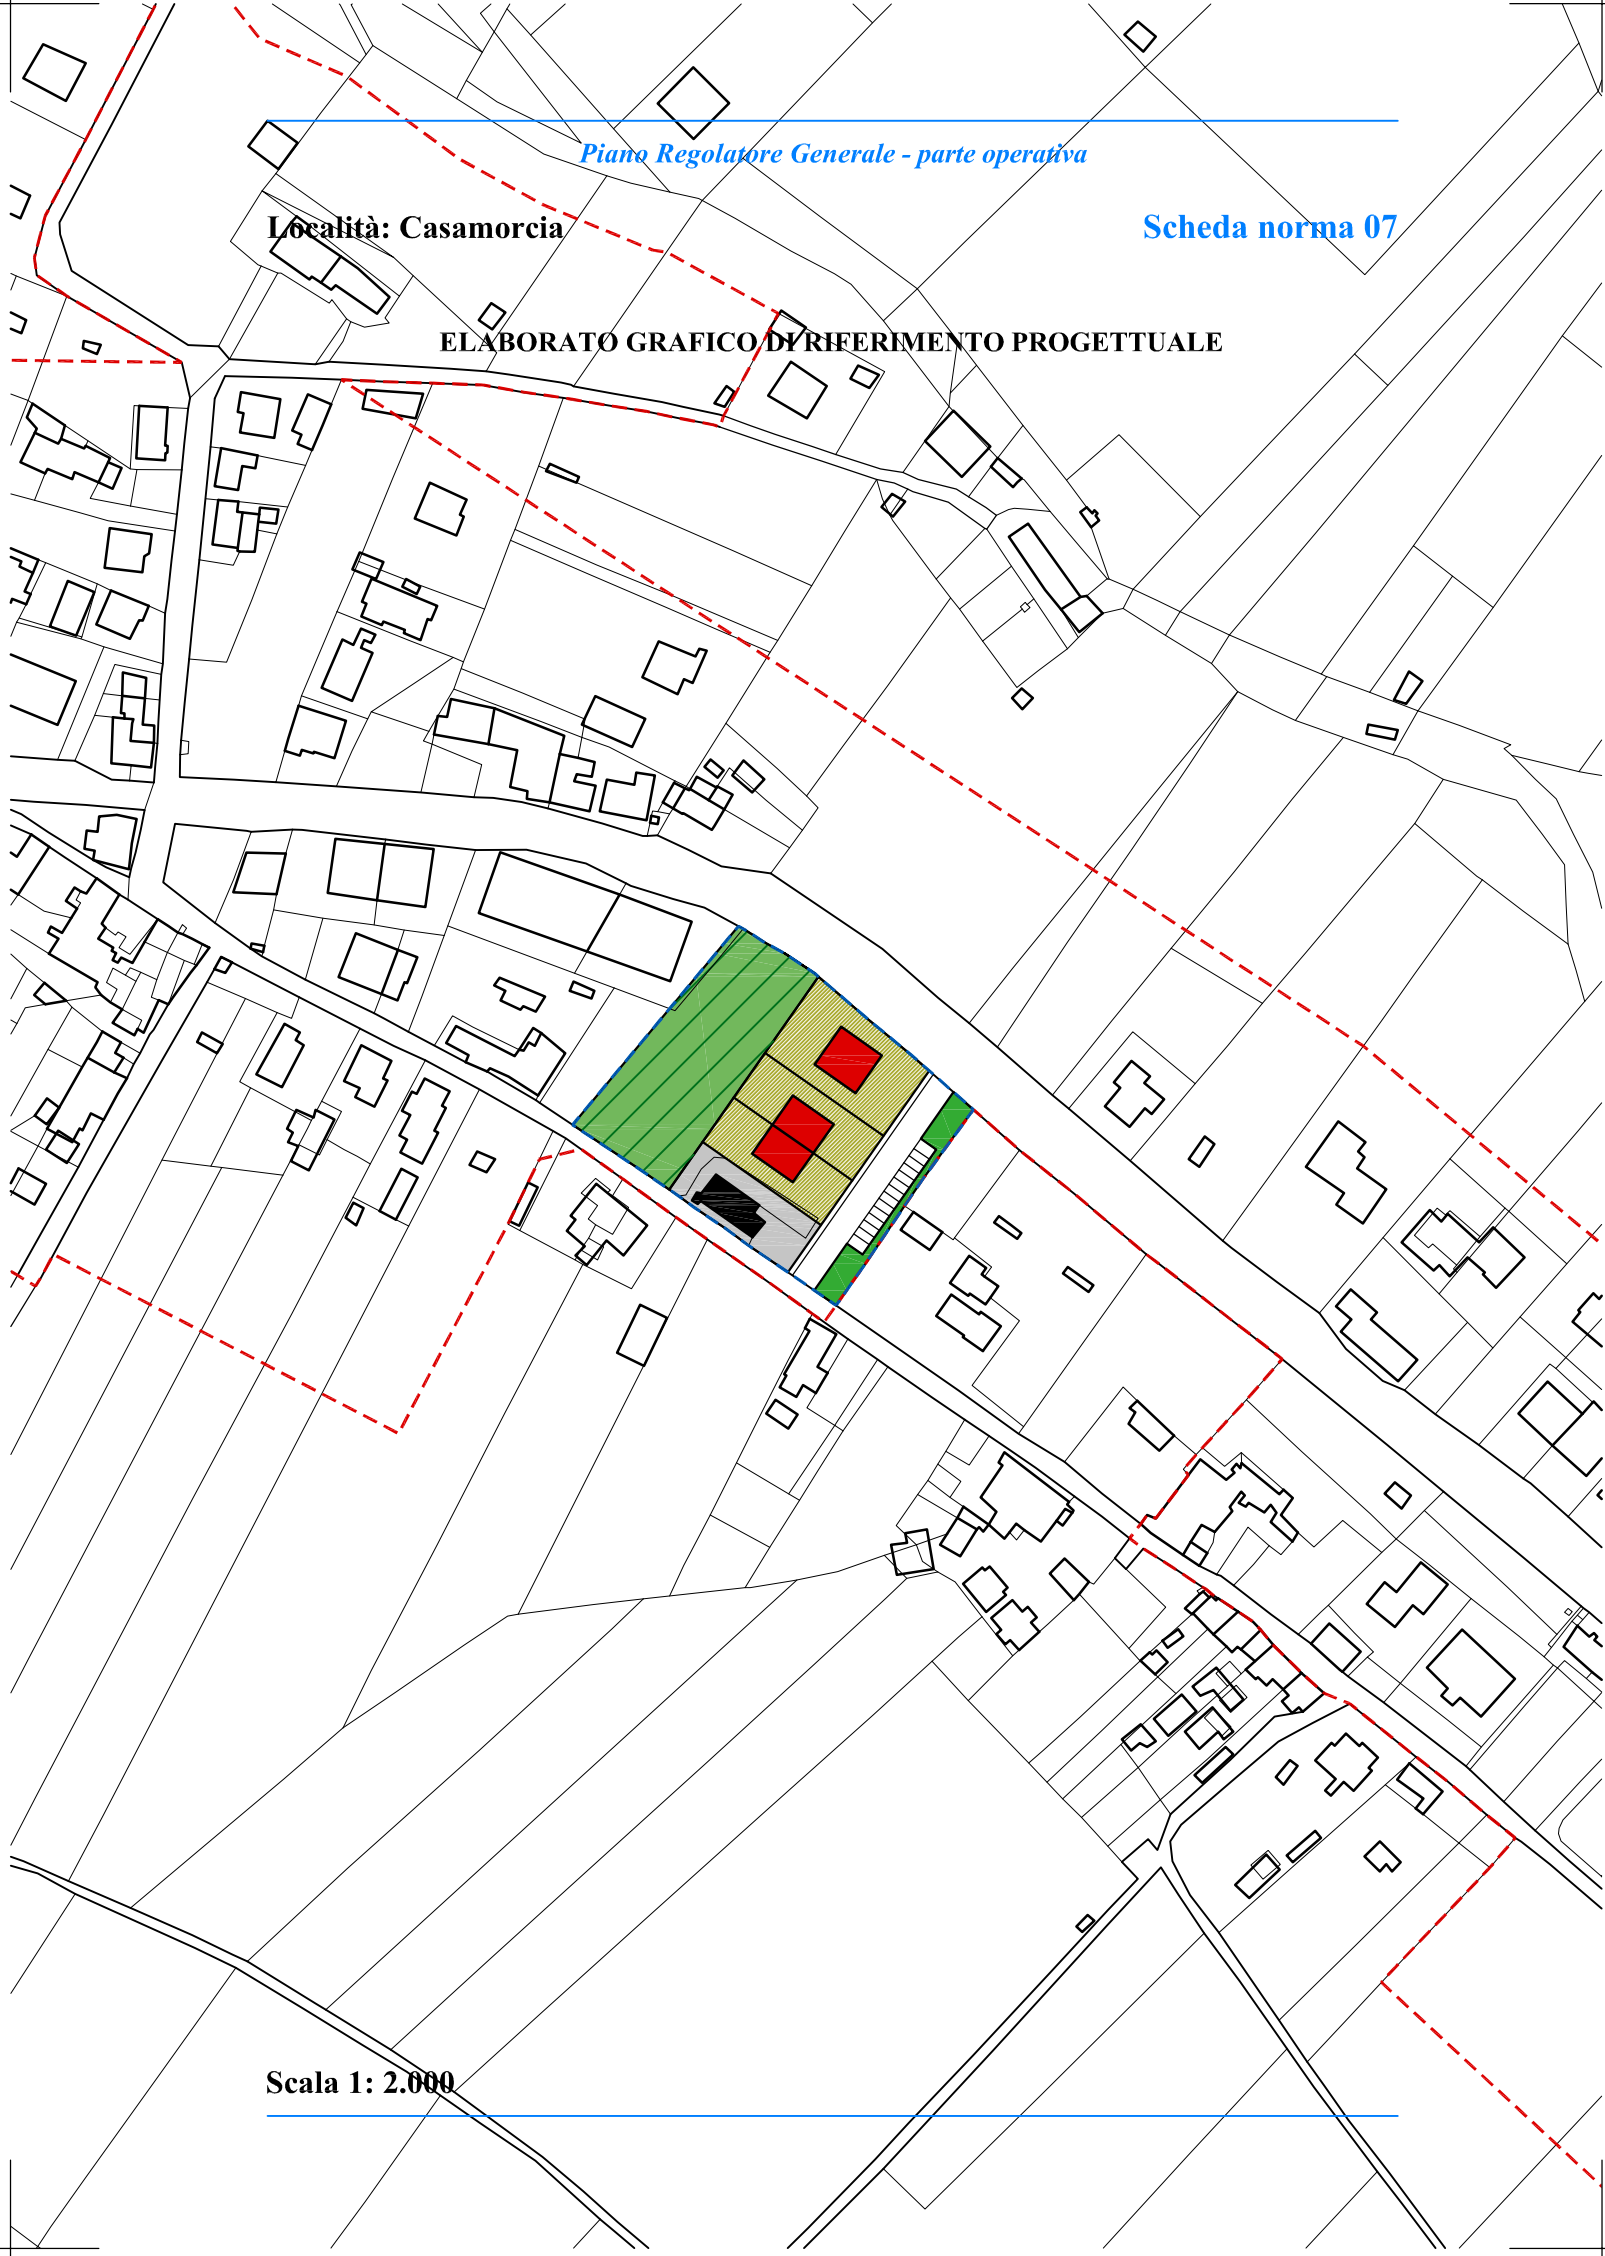 Piano Regolatore Generale - parte operativa
Località: Casamorcia
Scheda norma 07
ELABORATO GRAFICO DI RIFERIMENTO PROGETTUALE
Scala 1: 2.000